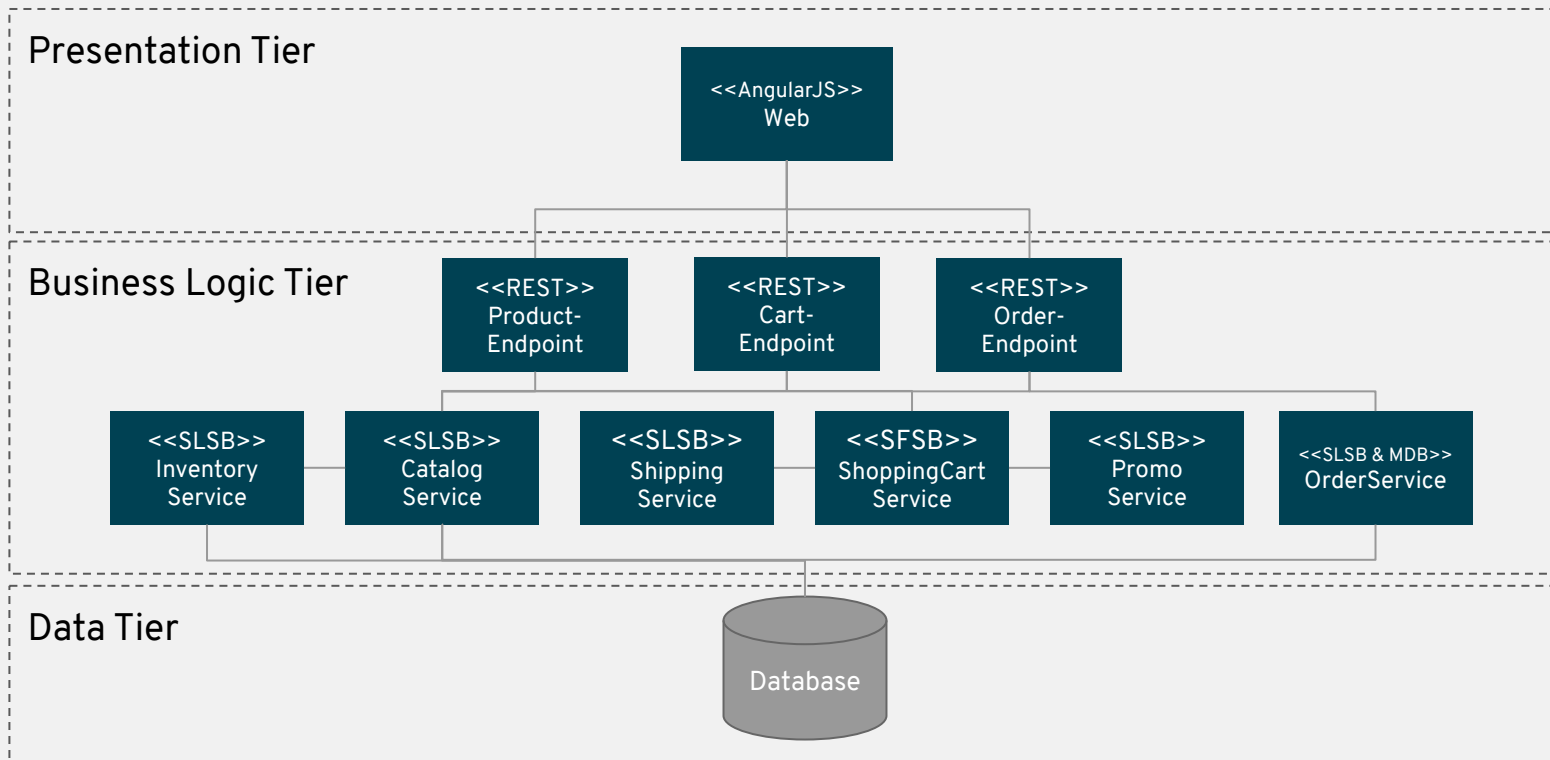 Presentation Tier
<<AngularJS>>
Web
Business Logic Tier
<<REST>>
Product-
Endpoint
<<REST>>
Cart-
Endpoint
<<REST>>
Order-
Endpoint
<<SLSB>>
Inventory
Service
<<SLSB>>
Catalog
Service
<<SLSB>>
Shipping
Service
<<SFSB>>
ShoppingCart
Service
<<SLSB>>
Promo
Service
<<SLSB & MDB>>
OrderService
Data Tier
Database